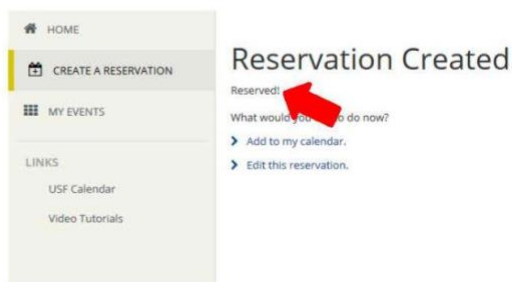 HOME
CREATE A RESERVATION
MY EVENTS
LINKS
USF Calendar
Video Tutorials
Reservation Created
Reserved!
What would you to do now?
Add to my calendar.
Edit this reservation.